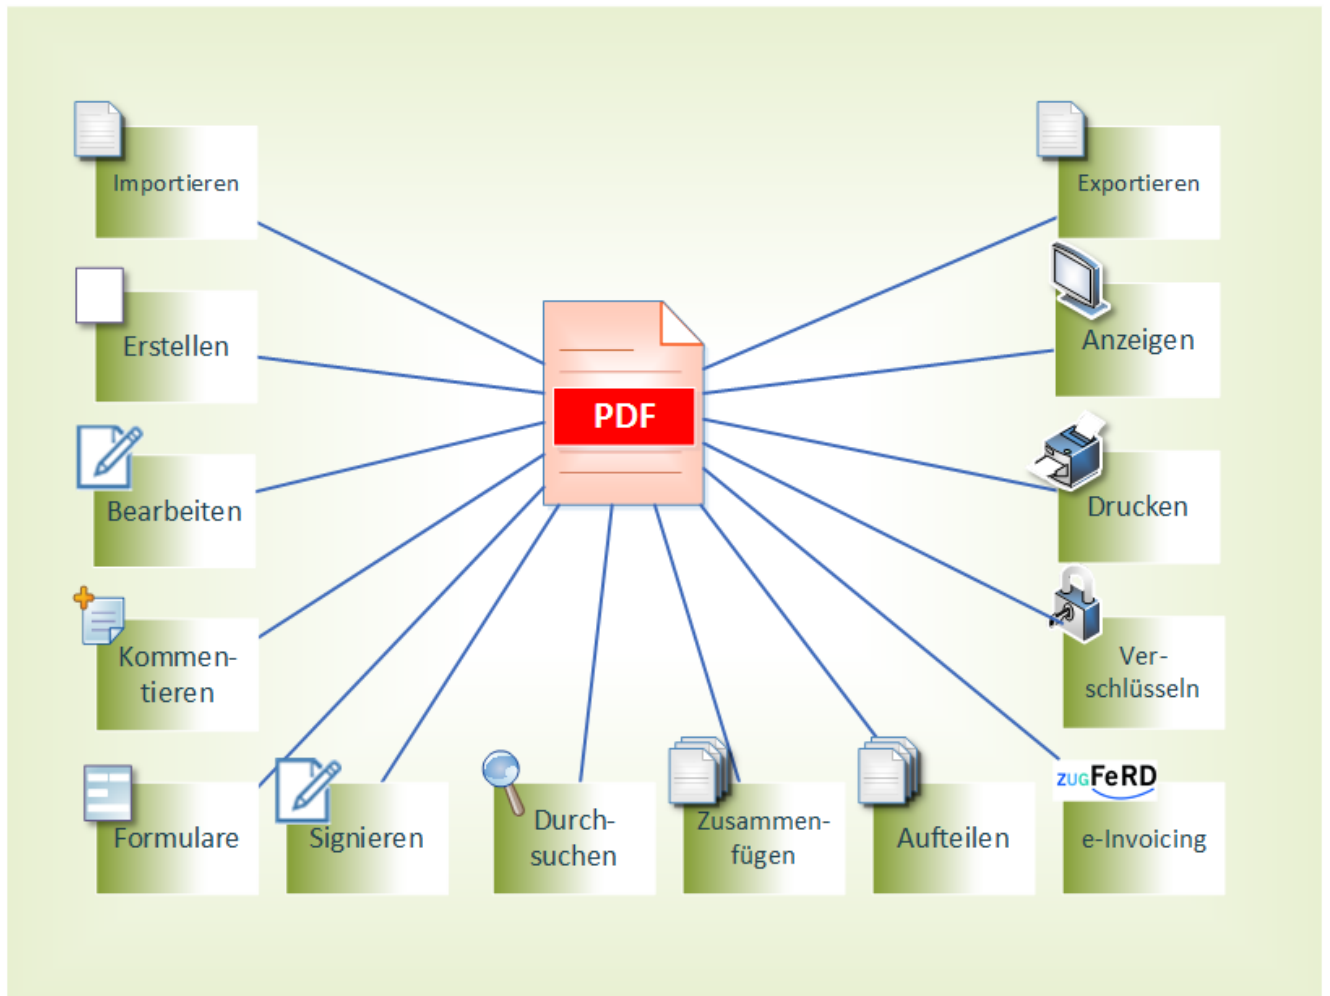 Importieren
Exportieren
Erstellen
Anzeigen
PDF
Bearbeiten
Drucken
Kommen-
tieren
Ver-
schlüsseln
Formulare
Signieren
Durch-
suchen
Zusammen-
fügen
Aufteilen
ZUGFeRD
e-Invoicing